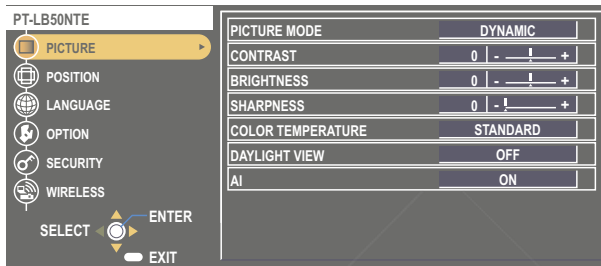 PT-LB50NTE
PICTURE
POSITION
LANGUAGE
OPTION
SECURITY
WIRELESS
SELECT
ENTER
EXIT
PICTURE MODE DYNAMIC
CONTRAST 0 - +
BRIGHTNESS 0 - +
SHARPNESS 0 - +
COLOR TEMPERATURE STANDARD
DAYLIGHT VIEW OFF
AI ON